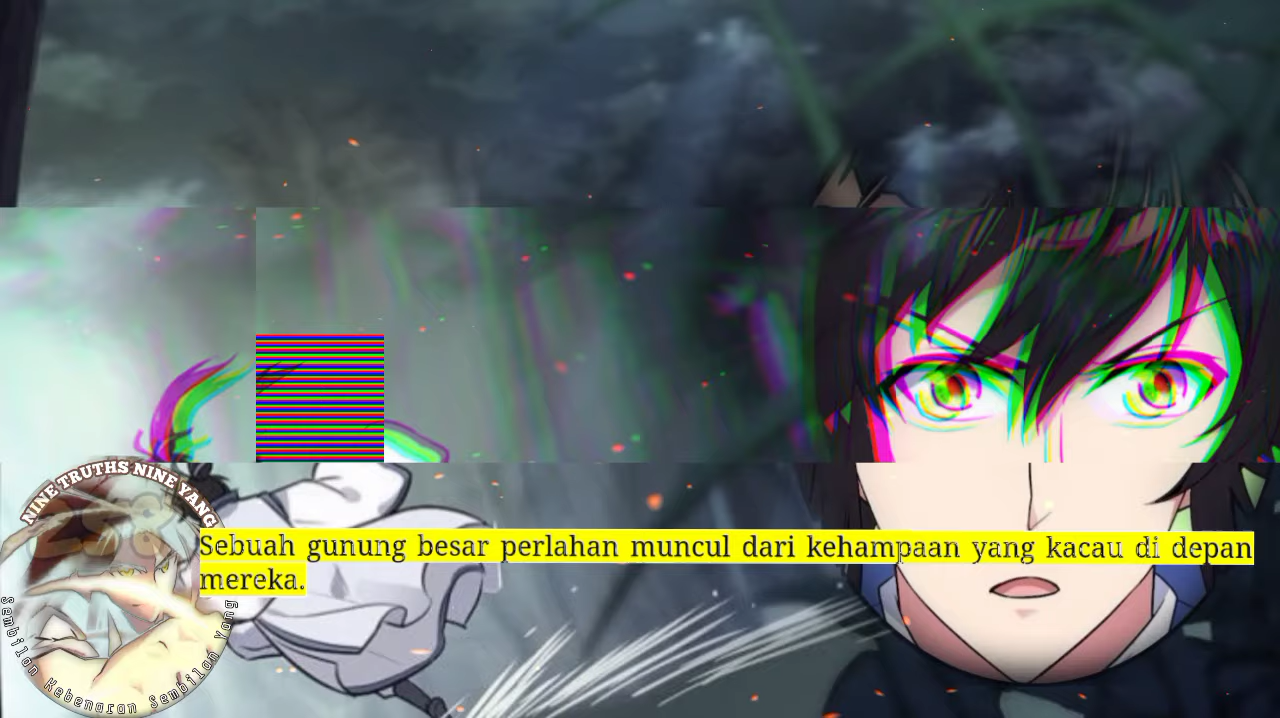 NINE TRUTHS NINE YANG
Sebuah gunung besar perlahan muncul dari kehampaan yang kacau di depan
mereka.
Sembilan Kebenaran Sembilan Yang